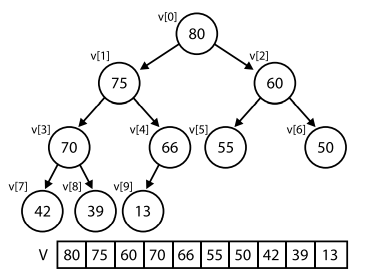 v[0]
80
v[1] v[2]
75 60
v[3] v[4] v[5] v[6]
70 66 55 50
v[7] v[8] v[9]
42 39 13
V 80 75 60 70 66 55 50 42 39 13